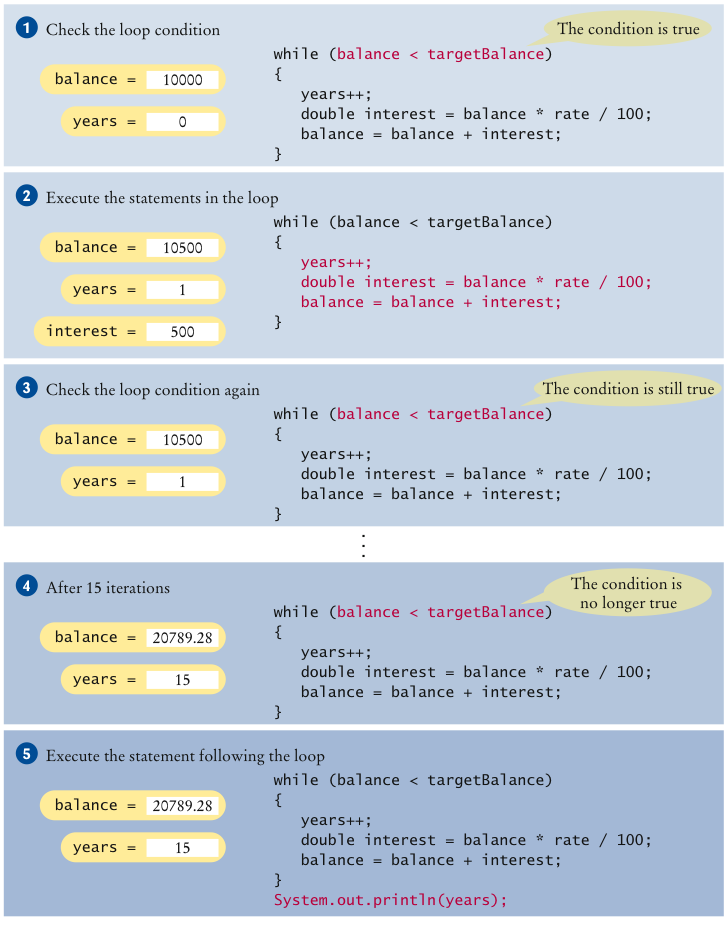 1 Check the loop condition
The condition is true
balance = 10000
years = 0
while (balance < targetBalance)
{
years++;
double interest = balance * rate / 100;
balance = balance + interest;
}
2 Execute the statements in the loop
balance = 10500
years = 1
interest = 500
while (balance < targetBalance)
{
years++;
double interest = balance * rate / 100;
balance = balance + interest;
}
3 Check the loop condition again
The condition is still true
balance = 10500
years = 1
while (balance < targetBalance)
{
years++;
double interest = balance * rate / 100;
balance = balance + interest;
}
.
.
.
4 After 15 iterations
The condition is
no longer true
balance = 20789.28
years = 15
while (balance < targetBalance)
{
years++;
double interest = balance * rate / 100;
balance = balance + interest;
}
5 Execute the statement following the loop
balance = 20789.28
years = 15
while (balance < targetBalance)
{
years++;
double interest = balance * rate / 100;
balance = balance + interest;
}
System.out.println(years);